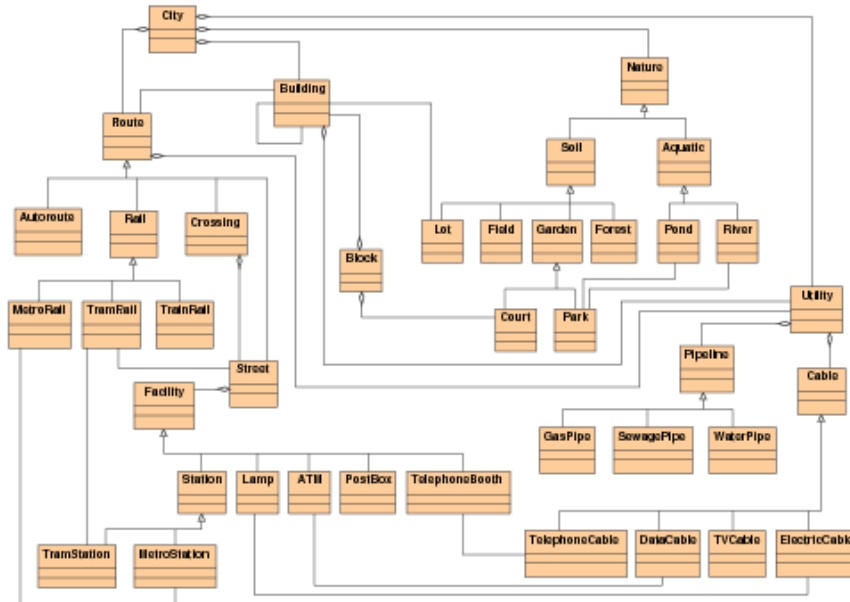 City
Nature
Building
Route
Soil
Aquatic
Autoroute
Rail
Crossing
Lot
Field
Garden
Forest
Pond
River
Block
Utility
MetroRail
TramRail
TrainRail
Court
Park
Pipeline
Street
Cable
Facility
GasPipe
SewagePipe
WaterPipe
Station
Lamp
ATM
PostBox
TelephoneBooth
TelephoneCable
DataCable
TVCable
ElectricCable
TramStation
MetroStation